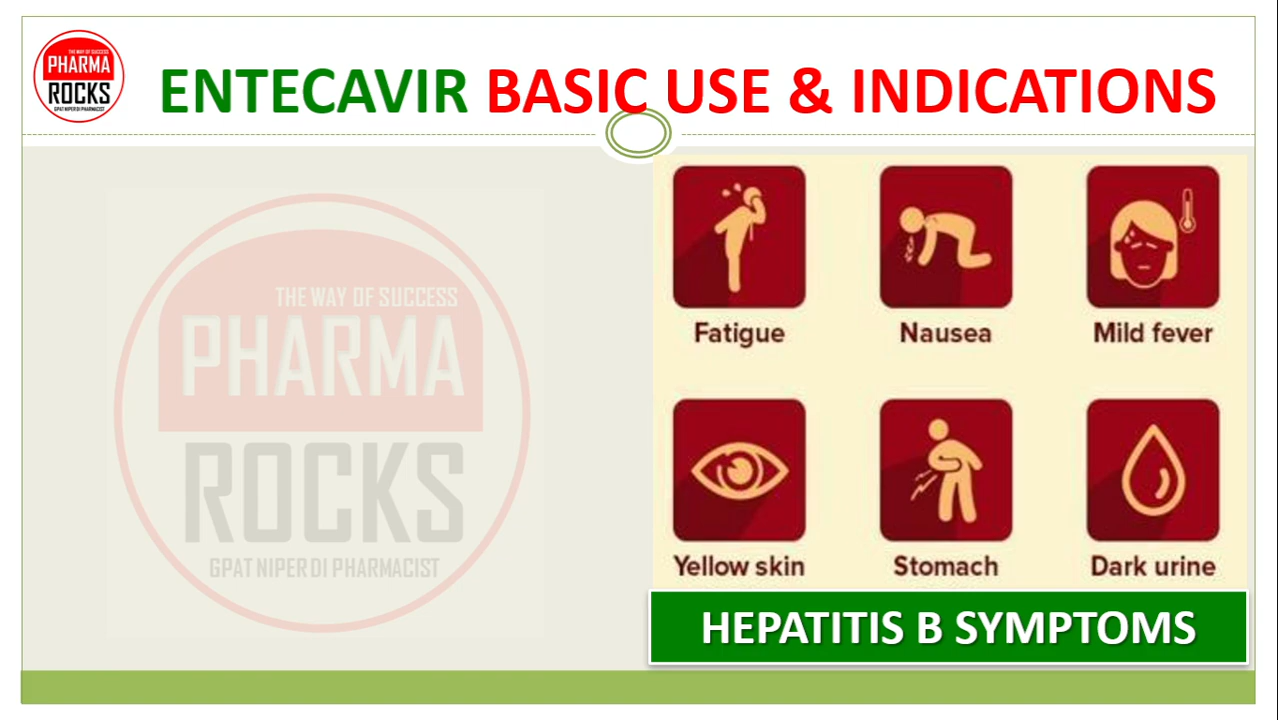 THE WAY OF SUCCESS
PHARMA
ROCKS
GPAT NIPER DI PHARMACIST
ENTECAVIR BASIC USE & INDICATIONS
THE WAY OF SUCCESS
PHARMA
ROCKS
GPAT NIPER DI PHARMACIST
Fatigue Nausea Mild fever
Yellow skin Stomach Dark urine
HEPATITIS B SYMPTOMS